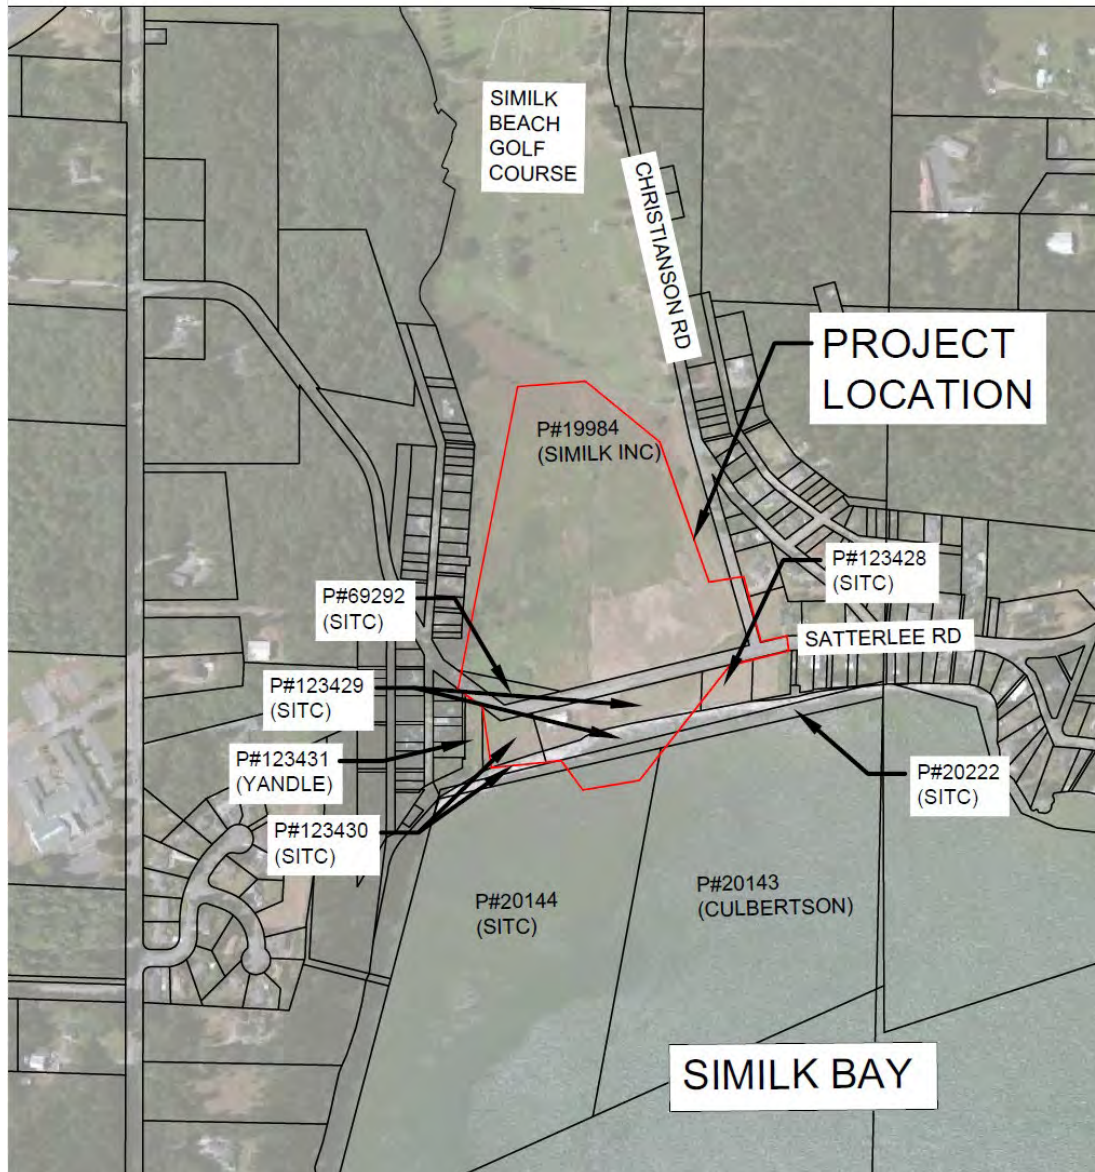 SIMILK
BEACH
GOLF
COURSE
CHRISTIANSON RD
PROJECT
LOCATION
P#19984
(SIMILK INC)
P#123428
(SITC)
P#69292
(SITC)
SATTERLEE RD
P#123429
(SITC)
P#123431
(YANDLE)
P#20222
(SITC)
P#123430
(SITC)
P#20143
(CULBERTSON)
P#20144
(SITC)
SIMILK BAY